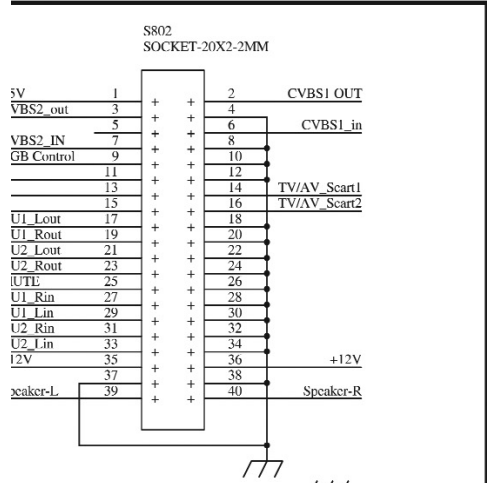 S802
SOCKET-20X2-2MM
5V 1 2 CVBS1 OUT
VBS2_out 3 4
5 6 CVBS1_in
VBS2_IN 7 8
GB Control 9 10
11 12
13 14 TV/AV_Scart1
15 16 TV/AV_Scart2
U1_Lout 17 18
U1_Rout 19 20
U2_Lout 21 22
U2_Rout 23 24
UTE 25 26
U1_Rin 27 28
U1_Lin 29 30
U2_Rin 31 32
U2_Lin 33 34
12V 35 36 +12V
37 38
peaker-L 39 40 Speaker-R